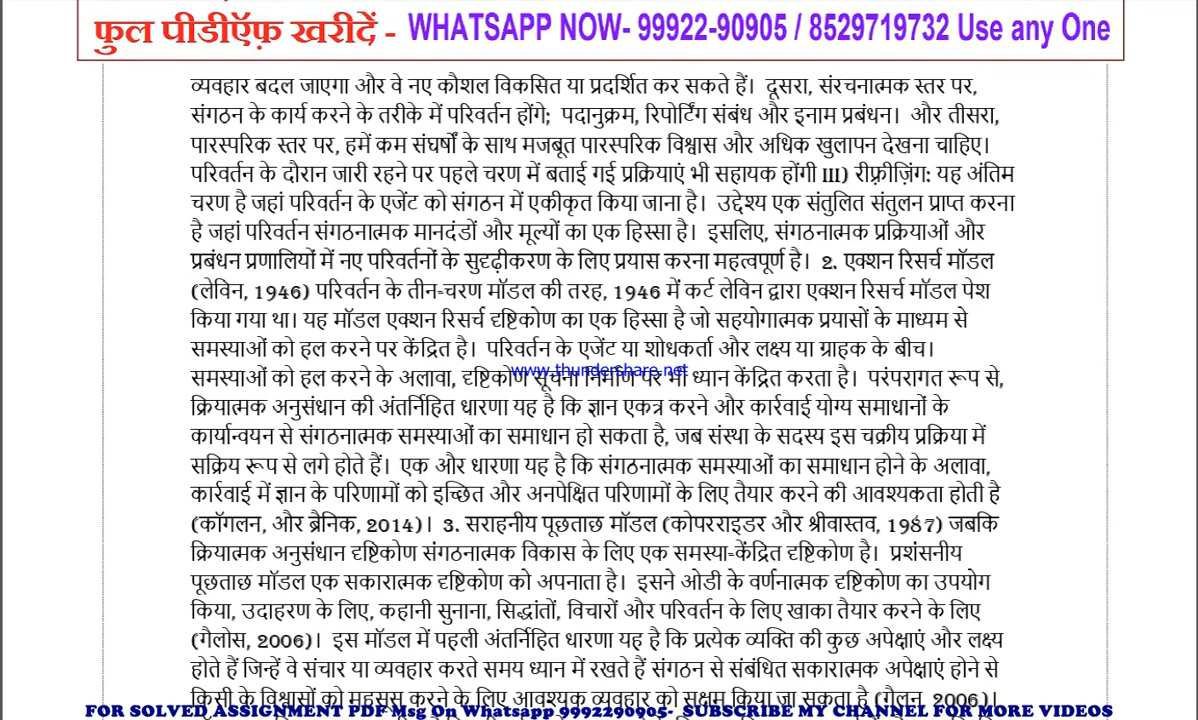 फुल पीडीऍफ़ खरीदें - WHATSAPP NOW- 99922-90905 / 8529719732 Use any One
व्यवहार बदल जाएगा और वे नए कौशल विकसित या प्रदर्शित कर सकते हैं। दूसरा, संरचनात्मक स्तर पर,
संगठन के कार्य करने के तरीके में परिवर्तन होंगे; पदानुक्रम, रिपोर्टिंग संबंध और इनाम प्रबंधन। और तीसरा,
पारस्परिक स्तर पर, हमें कम संघर्षों के साथ मजबूत पारस्परिक विश्वास और अधिक खुलापन देखना चाहिए।
परिवर्तन के दौरान जारी रहने पर पहले चरण में बताई गई प्रक्रियाएं भी सहायक होंगी III) रीफ़्रीज़िंग: यह अंतिम
चरण है जहां परिवर्तन के एजेंट को संगठन में एकीकृत किया जाना है। उद्देश्य एक संतुलित संतुलन प्राप्त करना
है जहां परिवर्तन संगठनात्मक मानदंडों और मूल्यों का एक हिस्सा है। इसलिए, संगठनात्मक प्रक्रियाओं और
प्रबंधन प्रणालियों में नए परिवर्तनों के सुदृढ़ीकरण के लिए प्रयास करना महत्वपूर्ण है। 2. एक्शन रिसर्च मॉडल
(लेविन, 1946) परिवर्तन के तीन-चरण मॉडल की तरह, 1946 में कर्ट लेविन द्वारा एक्शन रिसर्च मॉडल पेश
किया गया था। यह मॉडल एक्शन रिसर्च दृष्टिकोण का एक हिस्सा है जो सहयोगात्मक प्रयासों के माध्यम से
समस्याओं को हल करने पर केंद्रित है। परिवर्तन के एजेंट या शोधकर्ता और लक्ष्य या ग्राहक के बीच।
समस्याओं को हल करने के अलावा, दृष्टिकोण सूचना निर्माण पर भी ध्यान केंद्रित करता है। परंपरागत रूप से,
www.thundershare.net
क्रियात्मक अनुसंधान की अंतर्निहित धारणा यह है कि ज्ञान एकत्र करने और कार्रवाई योग्य समाधानों के
कार्यान्वयन से संगठनात्मक समस्याओं का समाधान हो सकता है, जब संस्था के सदस्य इस चक्रीय प्रक्रिया में
सक्रिय रूप से लगे होते हैं। एक और धारणा यह है कि संगठनात्मक समस्याओं का समाधान होने के अलावा,
कार्रवाई में ज्ञान के परिणामों को इच्छित और अनपेक्षित परिणामों के लिए तैयार करने की आवश्यकता होती है
(कॉगलन, और ब्रैनिक, 2014)। 3. सराहनीय पूछताछ मॉडल (कोपरराइडर और श्रीवास्तव, 1987) जबकि
क्रियात्मक अनुसंधान दृष्टिकोण संगठनात्मक विकास के लिए एक समस्या-केंद्रित दृष्टिकोण है। प्रशंसनीय
पूछताछ मॉडल एक सकारात्मक दृष्टिकोण को अपनाता है। इसने ओडी के वर्णनात्मक दृष्टिकोण का उपयोग
किया, उदाहरण के लिए, कहानी सुनाना, सिद्धांतों, विचारों और परिवर्तन के लिए खाका तैयार करने के लिए
(गैलोस, 2006)। इस मॉडल में पहली अंतर्निहित धारणा यह है कि प्रत्येक व्यक्ति की कुछ अपेक्षाएं और लक्ष्य
होते हैं जिन्हें वे संचार या व्यवहार करते समय ध्यान में रखते हैं संगठन से संबंधित सकारात्मक अपेक्षाएं होने से
किसी के विश्वासों को महसूस करने के लिए आवश्यक व्यवहार को सक्षम किया जा सकता है (गैलन, 2006)।
FOR SOLVED ASSIGNMENT PDF Msg On Whatsapp 9992290905- SUBSCRIBE MY CHANNEL FOR MORE VIDEOS